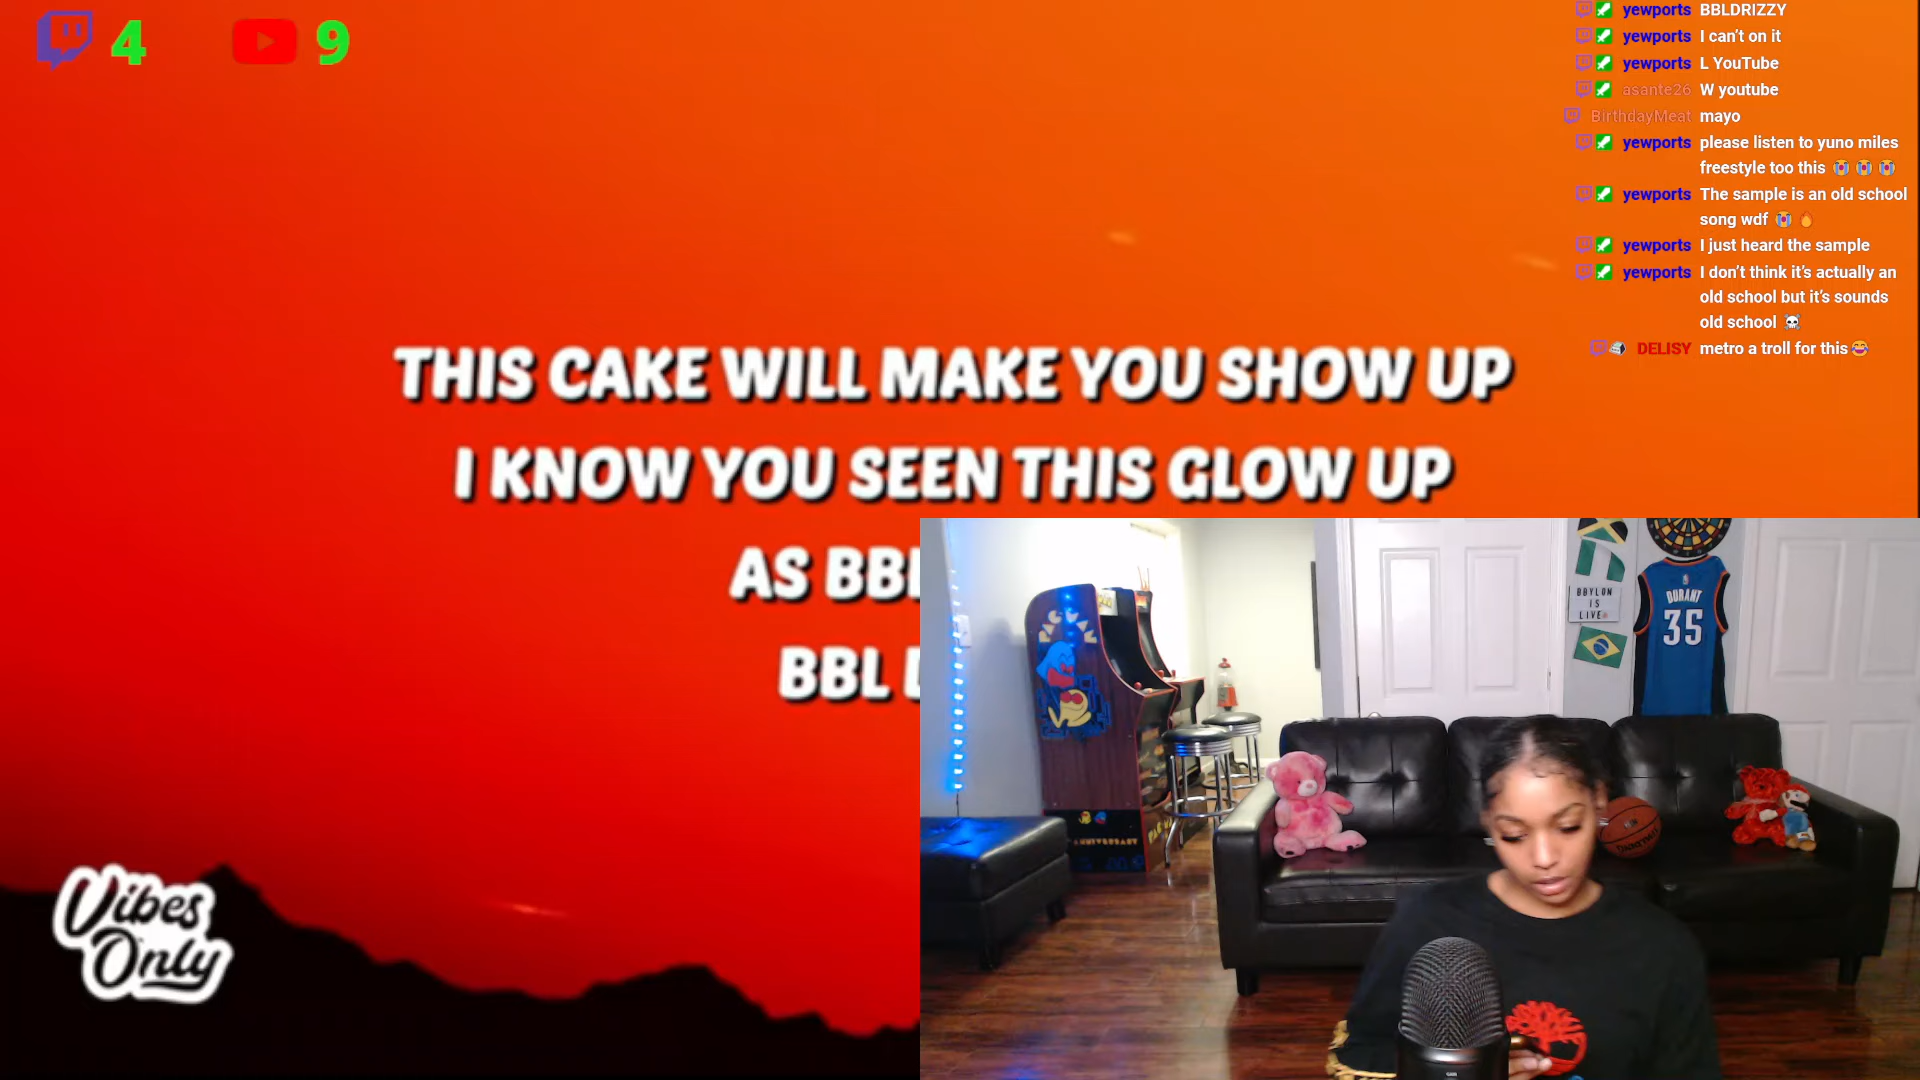 4
9
yewports BBLDRIZZY
yewports I can't on it
yewports L YouTube
asante26 W youtube
BirthdayMeat mayo
yewports please listen to yuno miles
freestyle too this 😭 😭 😭
yewports The sample is an old school
song wdf 😭 🔥
yewports I just heard the sample
yewports I don't think it's actually an
old school but it's sounds
old school ☠️
DELISY metro a troll for this😂
THIS CAKE WILL MAKE YOU SHOW UP
I KNOW YOU SEEN THIS GLOW UP
AS BBL
BBL D
BBYLON
IS
LIVE
DURANT
35
PAC-MAN
Vibes
Only